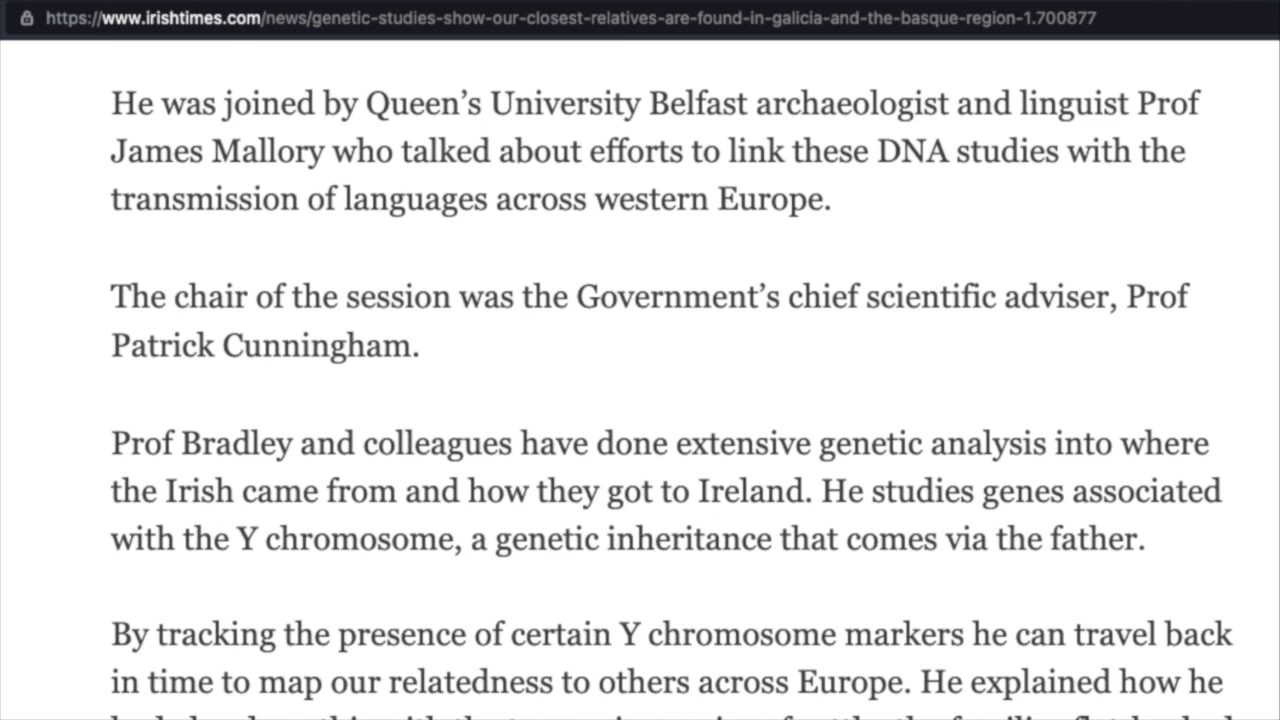 https://www.irishtimes.com/news/genetic-studies-show-our-closest-relatives-are-found-in-galicia-and-the-basque-region-1.700877
He was joined by Queen’s University Belfast archaeologist and linguist Prof
James Mallory who talked about efforts to link these DNA studies with the
transmission of languages across western Europe.
The chair of the session was the Government’s chief scientific adviser, Prof
Patrick Cunningham.
Prof Bradley and colleagues have done extensive genetic analysis into where
the Irish came from and how they got to Ireland. He studies genes associated
with the Y chromosome, a genetic inheritance that comes via the father.
By tracking the presence of certain Y chromosome markers he can travel back
in time to map our relatedness to others across Europe. He explained how he